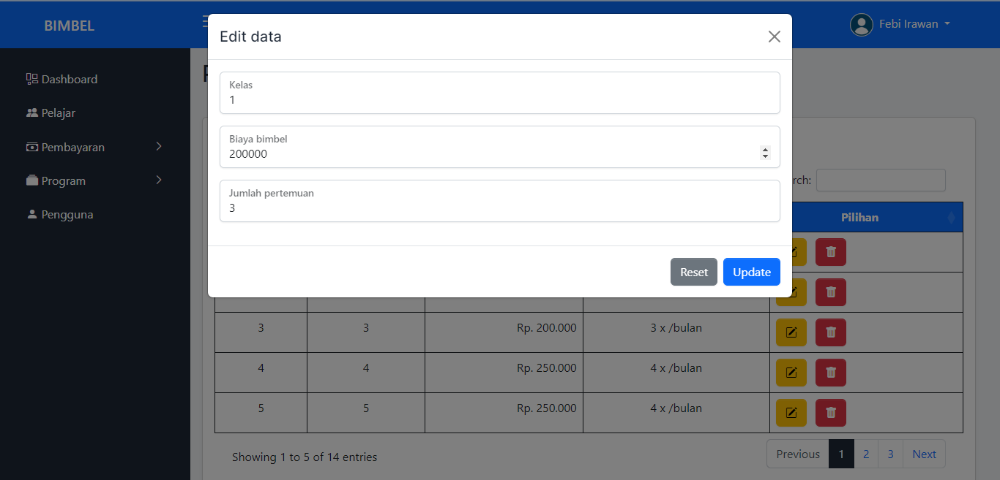 BIMBEL
Febi Irawan
Dashboard
Pelajar
Pembayaran
Program
Pengguna
Edit data
Kelas
1
Biaya bimbel
200000
Jumlah pertemuan
3
Reset Update
rch:
Pilihan
3 3 Rp. 200.000 3 x /bulan
4 4 Rp. 250.000 4 x /bulan
5 5 Rp. 250.000 4 x /bulan
Showing 1 to 5 of 14 entries
Previous 1 2 3 Next